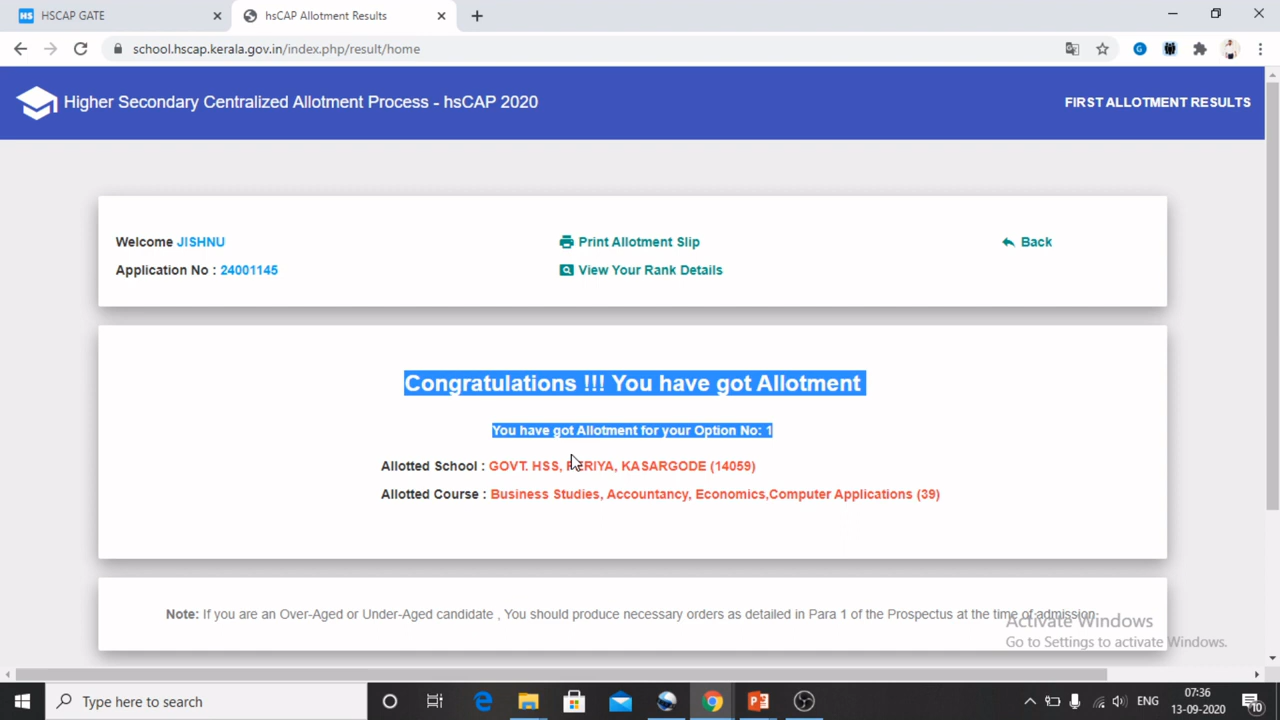 HSCAP GATE
hsCAP Allotment Results
school.hscap.kerala.gov.in/index.php/result/home
Higher Secondary Centralized Allotment Process - hsCAP 2020
FIRST ALLOTMENT RESULTS
Welcome JISHNU
Print Allotment Slip
Back
Application No : 24001145
View Your Rank Details
Congratulations !!! You have got Allotment
You have got Allotment for your Option No: 1
Allotted School : GOVT. HSS, PERIYA, KASARGODE (14059)
Allotted Course : Business Studies, Accountancy, Economics,Computer Applications (39)
Note: If you are an Over-Aged or Under-Aged candidate , You should produce necessary orders as detailed in Para 1 of the Prospectus at the time of admission.
Activate Windows
Go to Settings to activate Windows.
Type here to search
ENG
07:36
13-09-2020
10